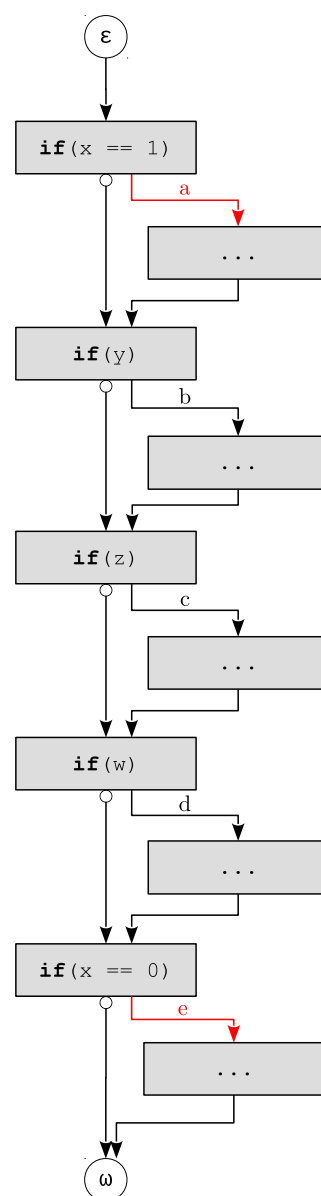 ε
if(x == 1)
a
...
if(y)
b
...
if(z)
c
...
if(w)
d
...
if(x == 0)
e
...
ω